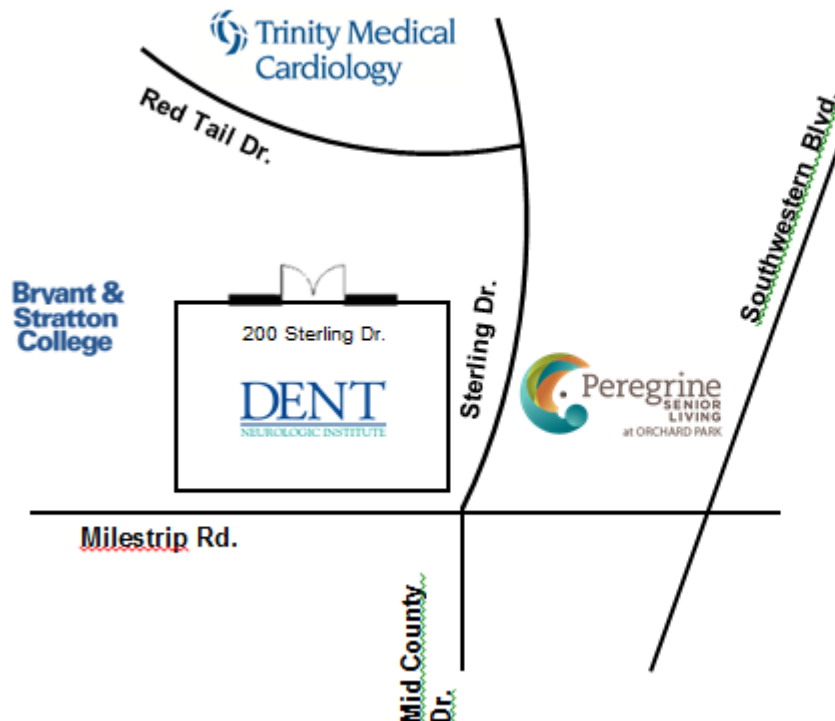 Trinity Medical
Cardiology
Red Tail Dr.
Southwestern Blvd.
Bryant &
Stratton
College
200 Sterling Dr.
DENT
NEUROLOGIC INSTITUTE
Sterling Dr.
Peregrine
SENIOR
LIVING
at ORCHARD PARK
Milestrip Rd.
Mid County
Dr.